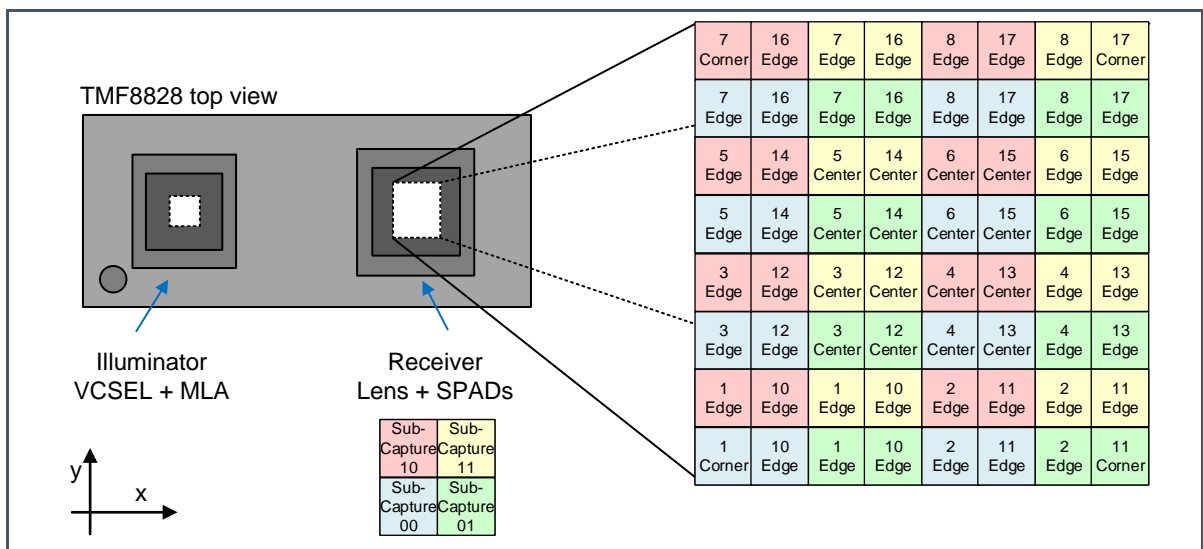 TMF8828 top view
Illuminator
VCSEL + MLA
Receiver
Lens + SPADs
y
x
Sub- Sub-
Capture Capture
10 11
Sub- Sub-
Capture Capture
00 01
7 16 7 16 8 17 8 17
Corner Edge Edge Edge Edge Edge Edge Corner
7 16 7 16 8 17 8 17
Edge Edge Edge Edge Edge Edge Edge Edge
5 14 5 14 6 15 6 15
Edge Edge Center Center Center Center Edge Edge
5 14 5 14 6 15 6 15
Edge Edge Center Center Center Center Edge Edge
3 12 3 12 4 13 4 13
Edge Edge Center Center Center Center Edge Edge
3 12 3 12 4 13 4 13
Edge Edge Center Center Center Center Edge Edge
1 10 1 10 2 11 2 11
Edge Edge Edge Edge Edge Edge Edge Edge
1 10 1 10 2 11 2 11
Corner Edge Edge Edge Edge Edge Edge Corner